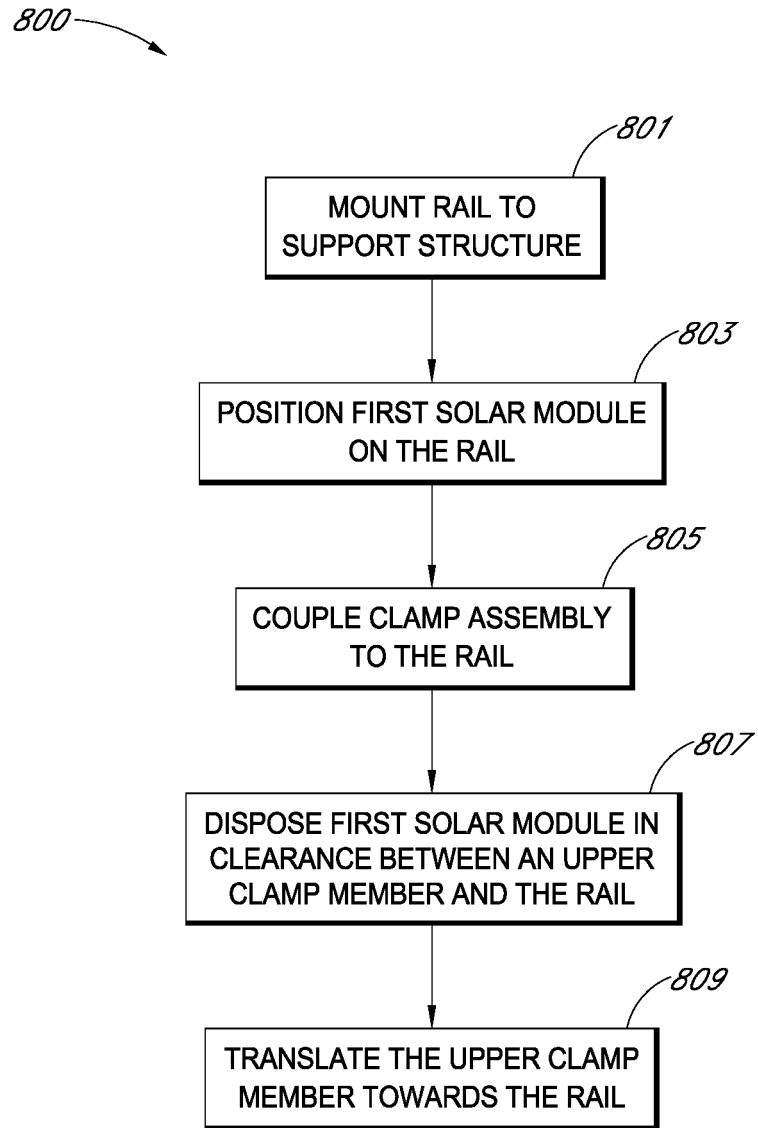 800
801
MOUNT RAIL TO
SUPPORT STRUCTURE
803
POSITION FIRST SOLAR MODULE
ON THE RAIL
805
COUPLE CLAMP ASSEMBLY
TO THE RAIL
807
DISPOSE FIRST SOLAR MODULE IN
CLEARANCE BETWEEN AN UPPER
CLAMP MEMBER AND THE RAIL
809
TRANSLATE THE UPPER CLAMP
MEMBER TOWARDS THE RAIL